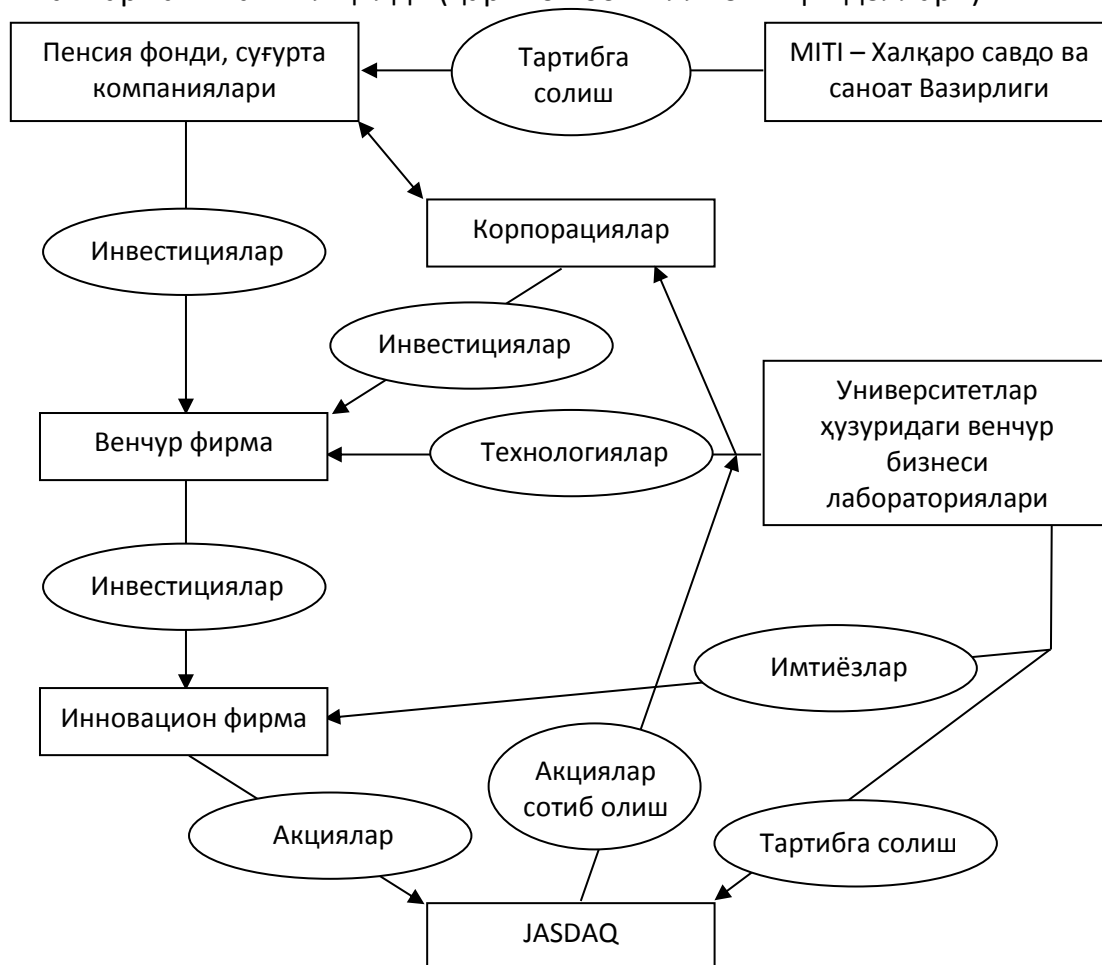 Пенсия фонди, суғурта
компаниялари
Тартибга
солиш
MITI – Халқаро савдо ва
саноат Вазирлиги
Корпорациялар
Инвестициялар
Инвестициялар
Университетлар
ҳузуридаги венчур
бизнеси
лабораториялари
Венчур фирма
Технологиялар
Инвестициялар
Имтиёзлар
Инновацион фирма
Акциялар
сотиб олиш
Акциялар
Тартибга солиш
JASDAQ